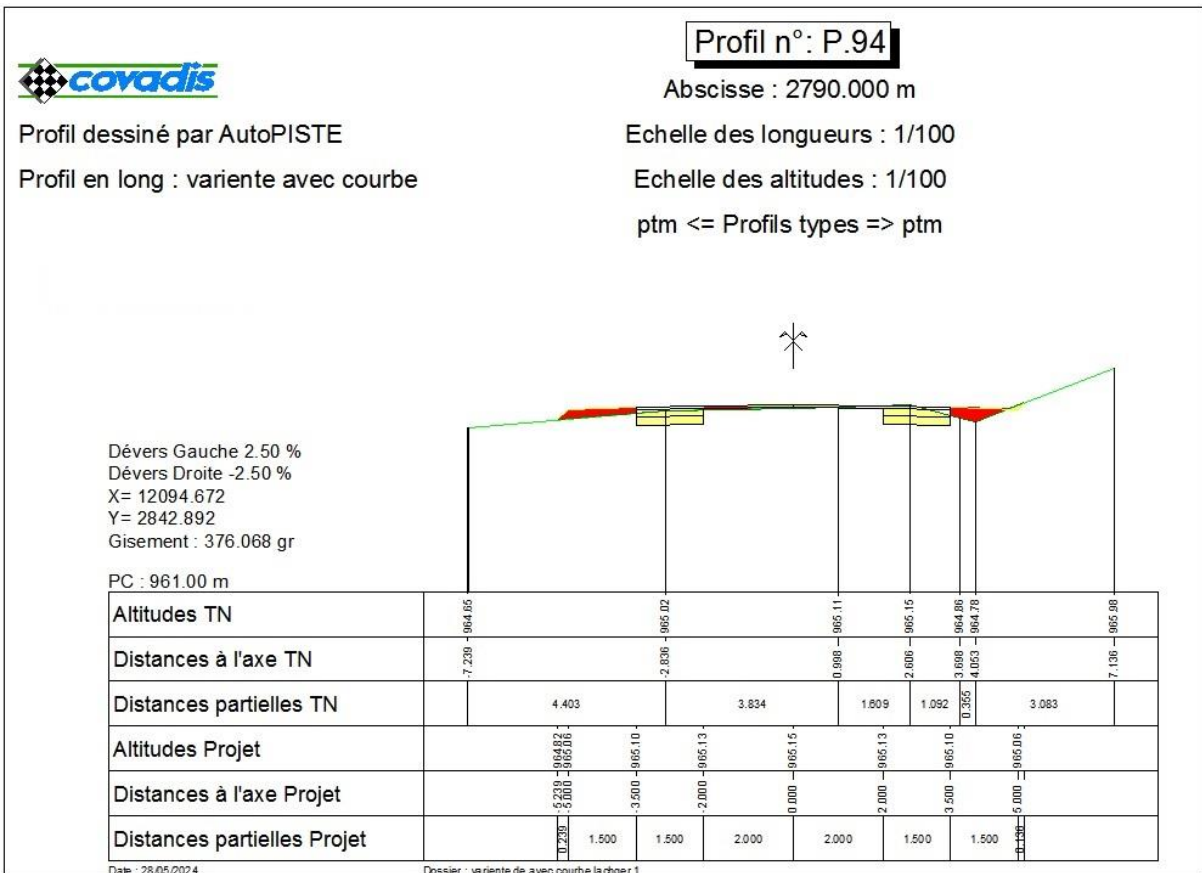 Profil n°: P.94
covadis
Abscisse : 2790.000 m
Profil dessiné par AutoPISTE
Echelle des longueurs : 1/100
Profil en long : variente avec courbe
Echelle des altitudes : 1/100
ptm <= Profils types => ptm
Dévers Gauche 2.50 %
Dévers Droite -2.50 %
X= 12094.672
Y= 2842.892
Gisement : 376.068 gr
PC : 961.00 m
Altitudes TN 964.65 965.02 965.11 965.15 964.86 964.78 965.98
Distances à l'axe TN -7.239 -2.836 0.998 2.606 3.698 4.053 7.136
Distances partielles TN 4.403 3.834 1.609 1.092 0.355 3.083
Altitudes Projet 964.82 965.06 965.10 965.13 965.15 965.13 965.10 965.06
Distances à l'axe Projet -5.239 -5.000 -3.500 -2.000 0.000 2.000 3.500 5.000
Distances partielles Projet 0.239 1.500 1.500 2.000 2.000 1.500 1.500 0.136
Date : 28/05/2024 Dossier : variente de avec courbe